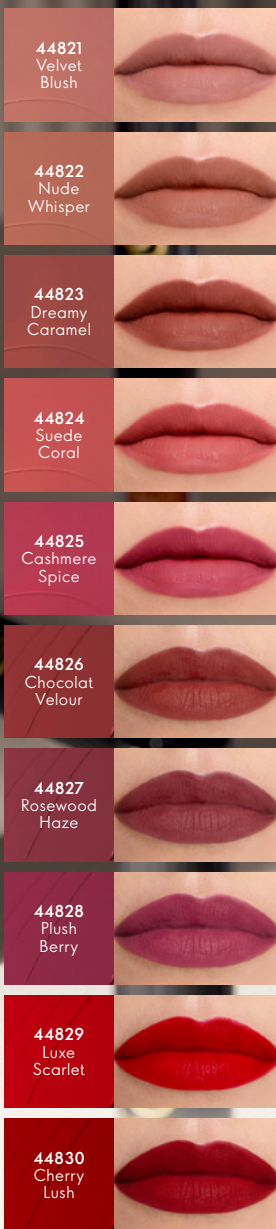 44821
Velvet
Blush
44822
Nude
Whisper
44823
Dreamy
Caramel
44824
Suede
Coral
44825
Cashmere
Spice
44826
Chocolat
Velour
44827
Rosewood
Haze
44828
Plush
Berry
44829
Luxe
Scarlet
44830
Cherry
Lush